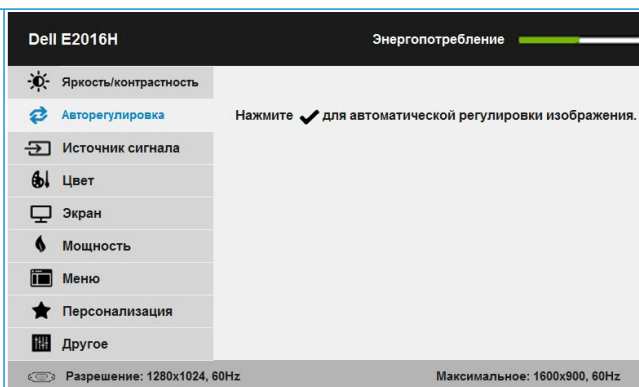 Dell E2016H
Энергопотребление
Яркость/контрастность
Авторегулировка
Нажмите ✔ для автоматической регулировки изображения.
Источник сигнала
Цвет
Экран
Мощность
Меню
Персонализация
Другое
Разрешение: 1280x1024, 60Hz
Максимальное: 1600x900, 60Hz